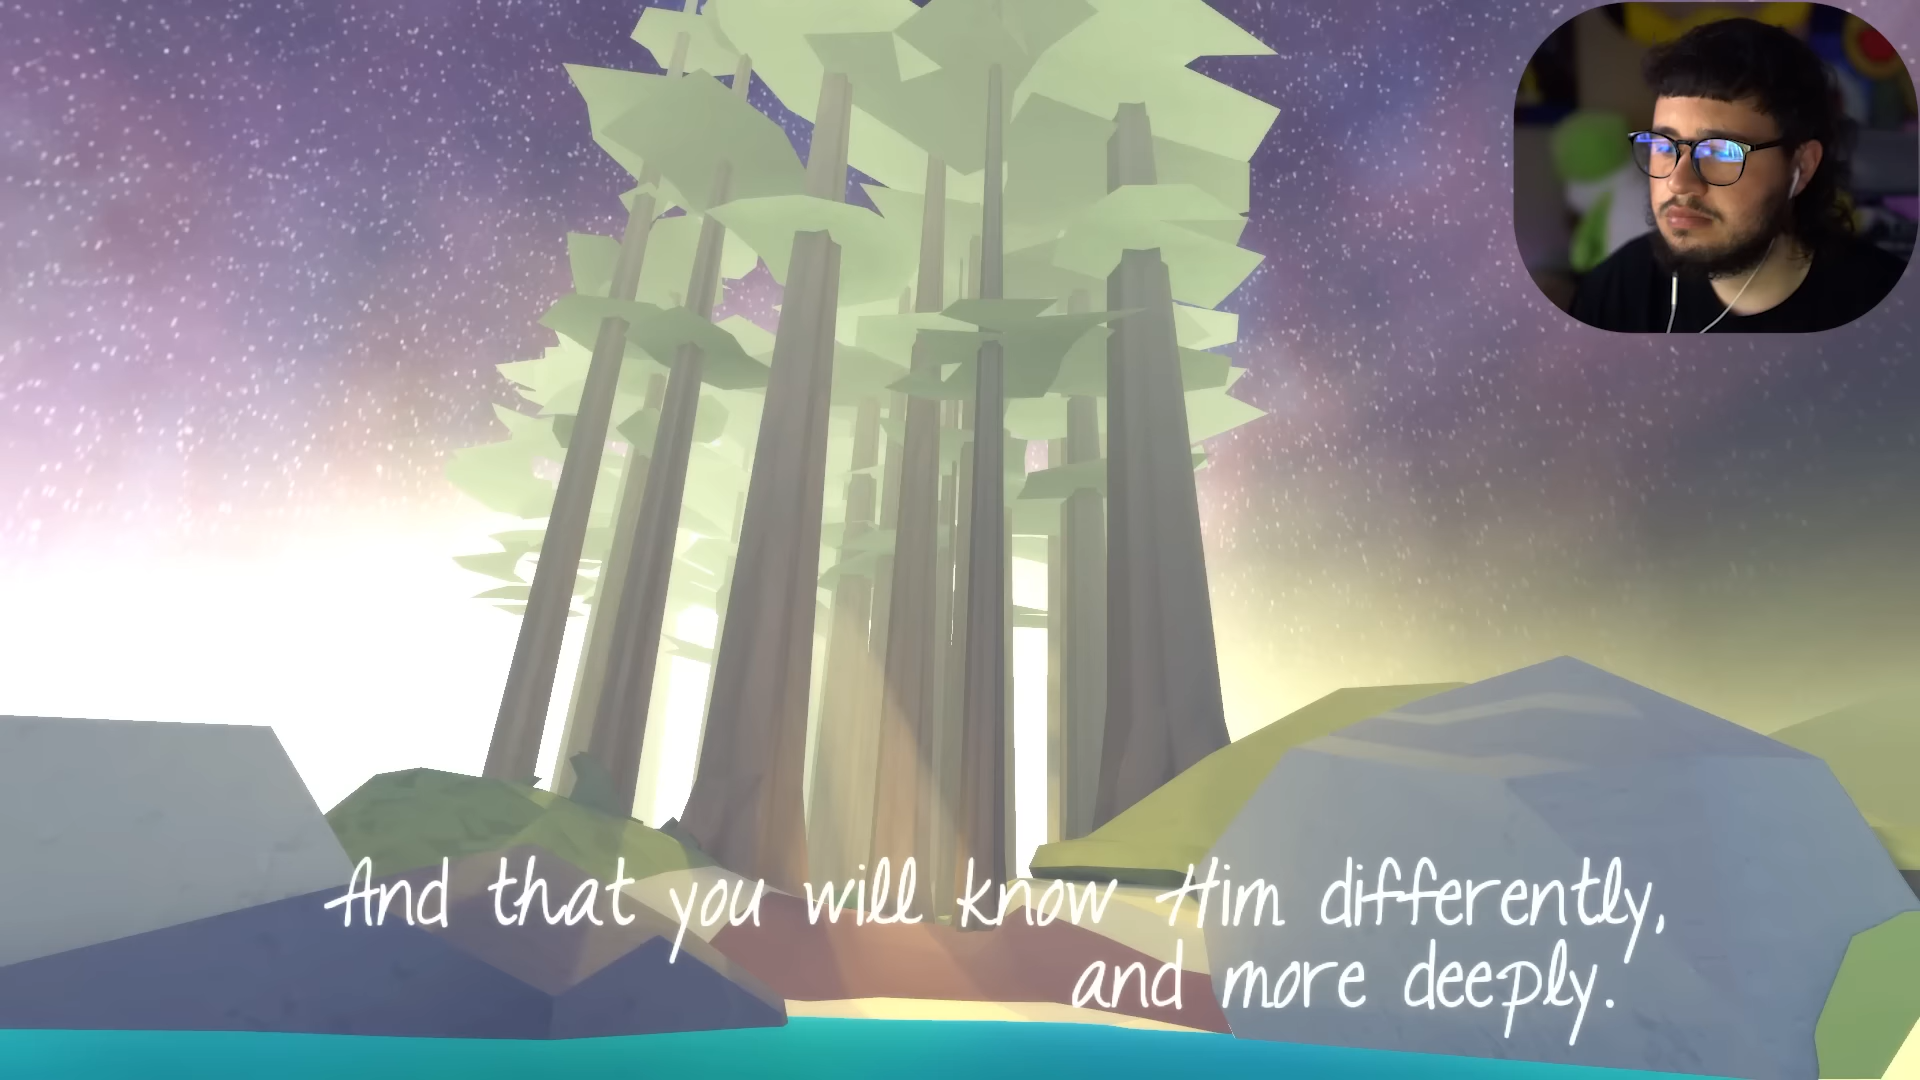 And that you will know Him differently,
and more deeply.